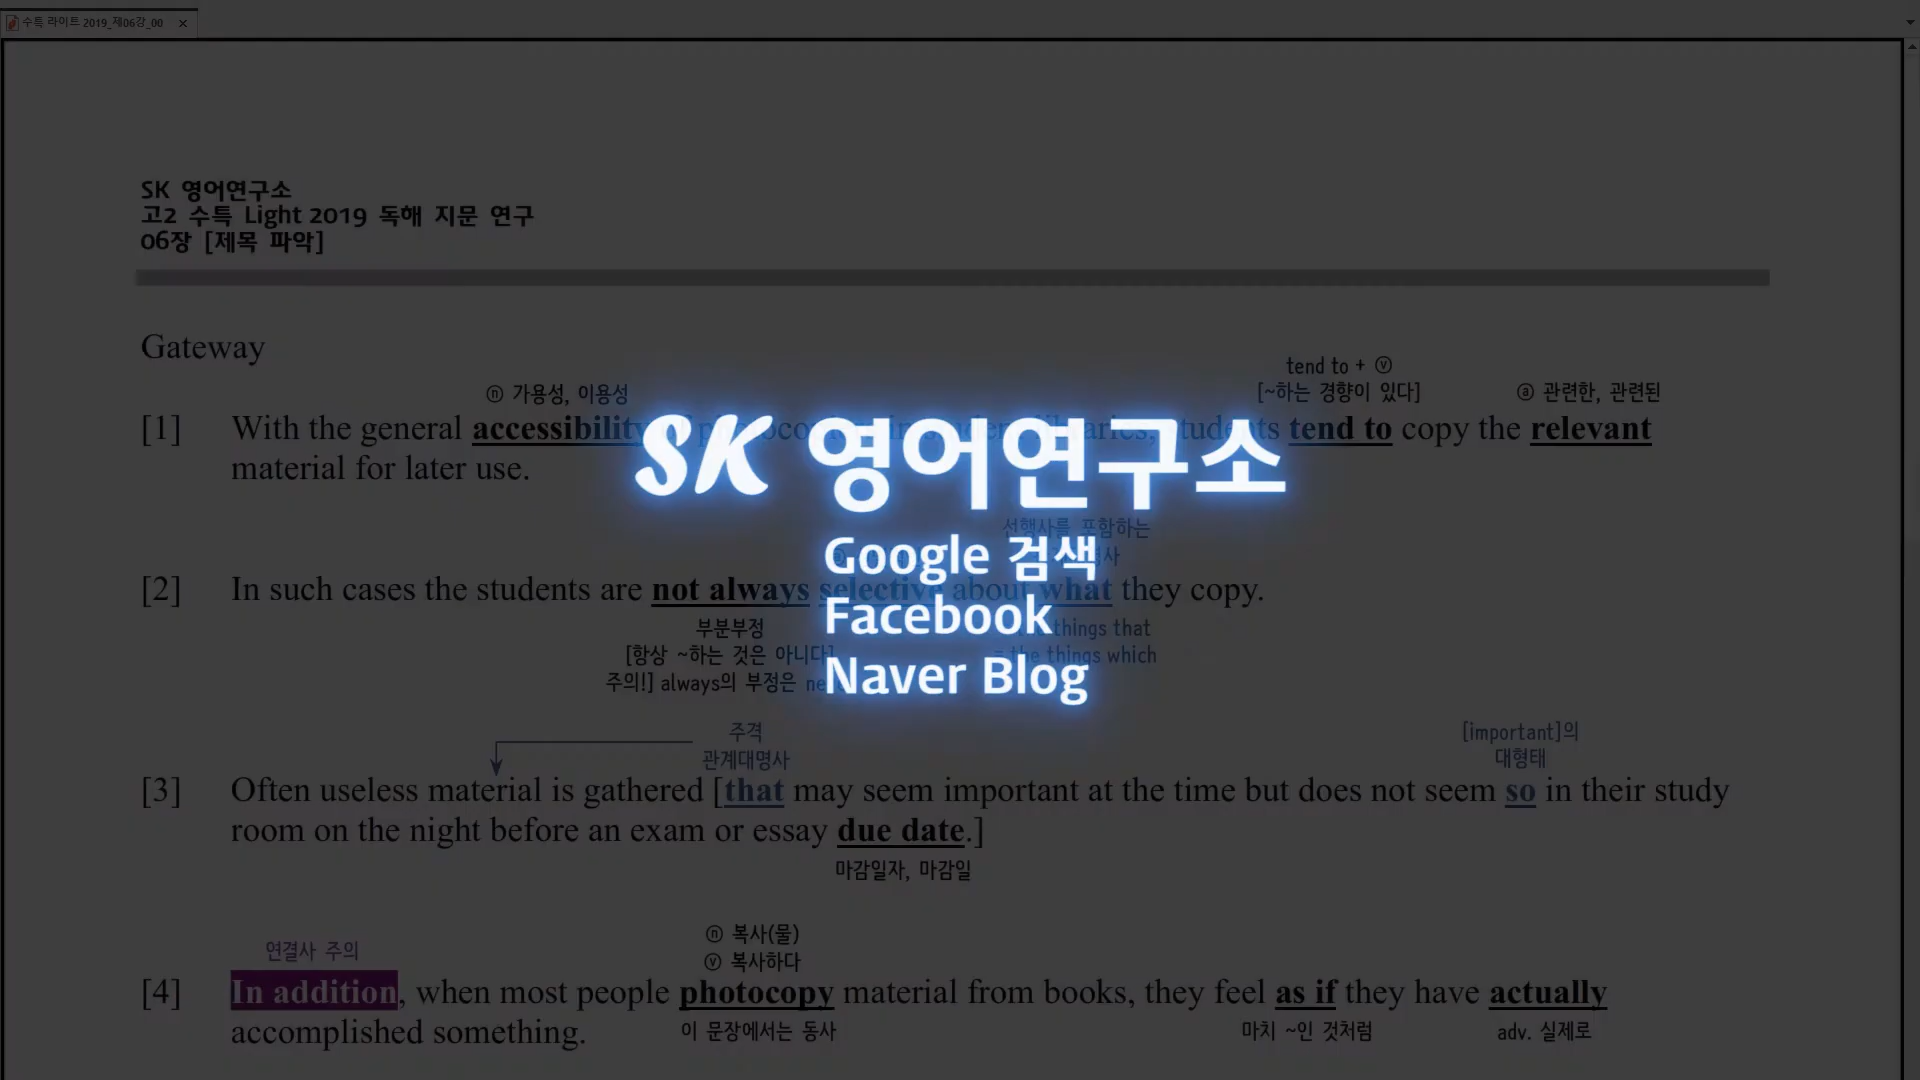 수특 라이트 2019_제06강_00
SK 영어연구소
고2 수특 Light 2019 독해 지문 연구
06장 [제목 파악]
Gateway
tend to + ⓥ
ⓝ 가용성, 이용성
[~하는 경향이 있다]
ⓐ 관련한, 관련된
[1] With the general accessibility students tend to copy the relevant
material for later use.
SK 영어연구소
선행사를 포함하는
Google 검색
[2] In such cases the students are not always selective about what they copy.
Facebook
부분부정
things that
[항상 ~하는 것은 아니다]
= the things which
주의!] always의 부정은
Naver Blog
주격
관계대명사
[important]의
대형태
[3] Often useless material is gathered [that may seem important at the time but does not seem so in their study
room on the night before an exam or essay due date.]
마감일자, 마감일
ⓝ 복사(물)
ⓥ 복사하다
연결사 주의
[4] In addition, when most people photocopy material from books, they feel as if they have actually
accomplished something.
이 문장에서는 동사
마치 ~인 것처럼
adv. 실제로